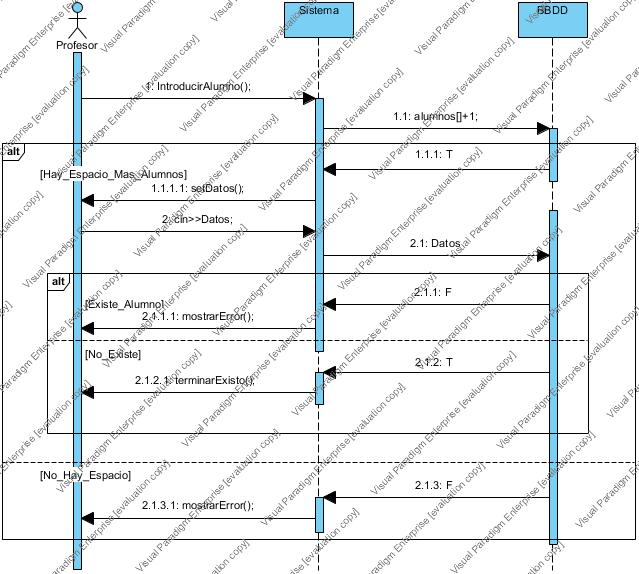 Sistema
BBDD
Profesor
1: IntroducirAlumno();
1.1: alumnos[]+1;
alt
1.1.1: T
[Hay_Espacio_Mas_Alumnos]
1.1.1.1: setDatos();
2: cin>>Datos;
2.1: Datos
alt
2.1.1: F
[Existe_Alumno]
2.1.1.1: mostrarError();
[No_Existe]
2.1.2: T
2.1.2.1: terminarExisto();
[No_Hay_Espacio]
2.1.3: F
2.1.3.1: mostrarError();
Visual Paradigm Enterprise [evaluation copy]